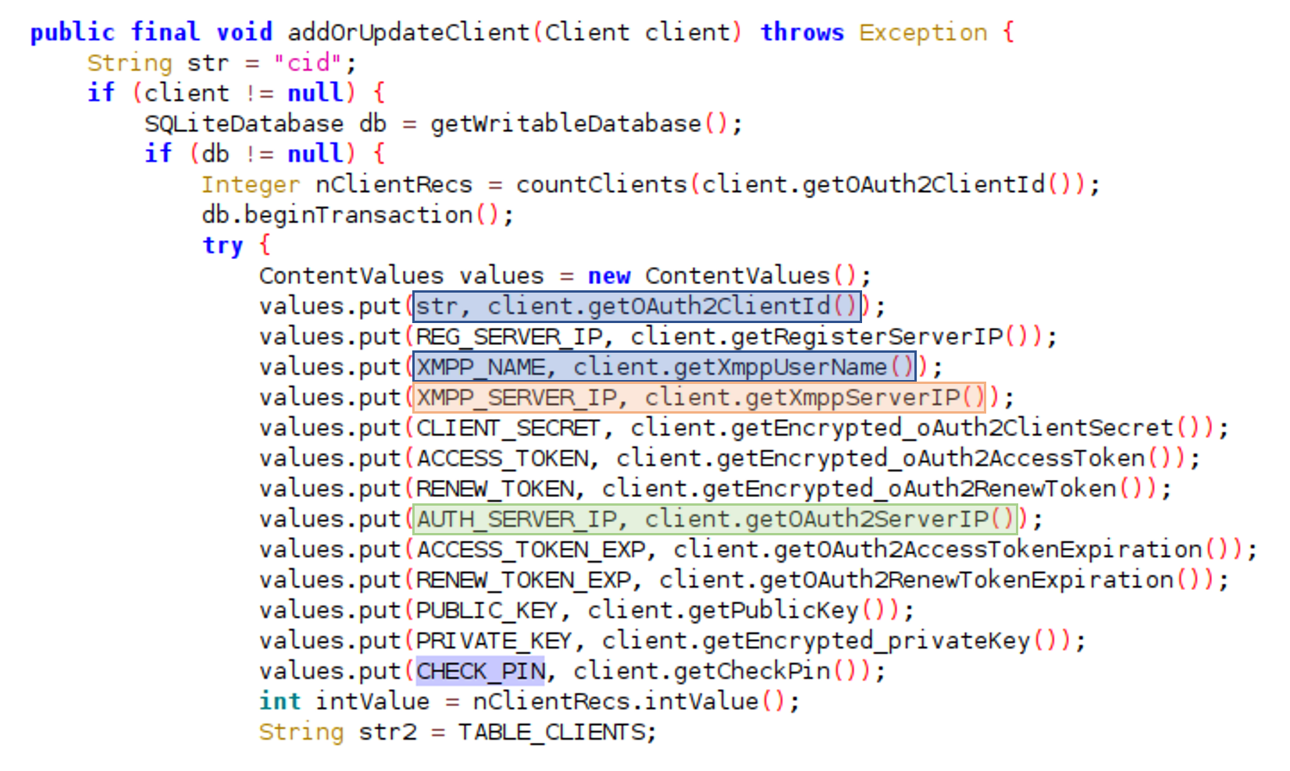 public final void addOrUpdateClient(Client client) throws Exception {
String str = "cid";
if (client != null) {
SQLiteDatabase db = getWritableDatabase();
if (db != null) {
Integer nClientRecs = countClients(client.getOAuth2ClientId());
db.beginTransaction();
try {
ContentValues values = new ContentValues();
values.put(str, client.getOAuth2ClientId());
values.put(REG_SERVER_IP, client.getRegisterServerIP());
values.put(XMPP_NAME, client.getXmppUserName());
values.put(XMPP_SERVER_IP, client.getXmppServerIP());
values.put(CLIENT_SECRET, client.getEncrypted_oAuth2ClientSecret());
values.put(ACCESS_TOKEN, client.getEncrypted_oAuth2AccessToken());
values.put(RENEW_TOKEN, client.getEncrypted_oAuth2RenewToken());
values.put(AUTH_SERVER_IP, client.getOAuth2ServerIP());
values.put(ACCESS_TOKEN_EXP, client.getOAuth2AccessTokenExpiration());
values.put(RENEW_TOKEN_EXP, client.getOAuth2RenewTokenExpiration());
values.put(PUBLIC_KEY, client.getPublicKey());
values.put(PRIVATE_KEY, client.getEncrypted_privateKey());
values.put(CHECK_PIN, client.getCheckPin());
int intValue = nClientRecs.intValue();
String str2 = TABLE_CLIENTS;